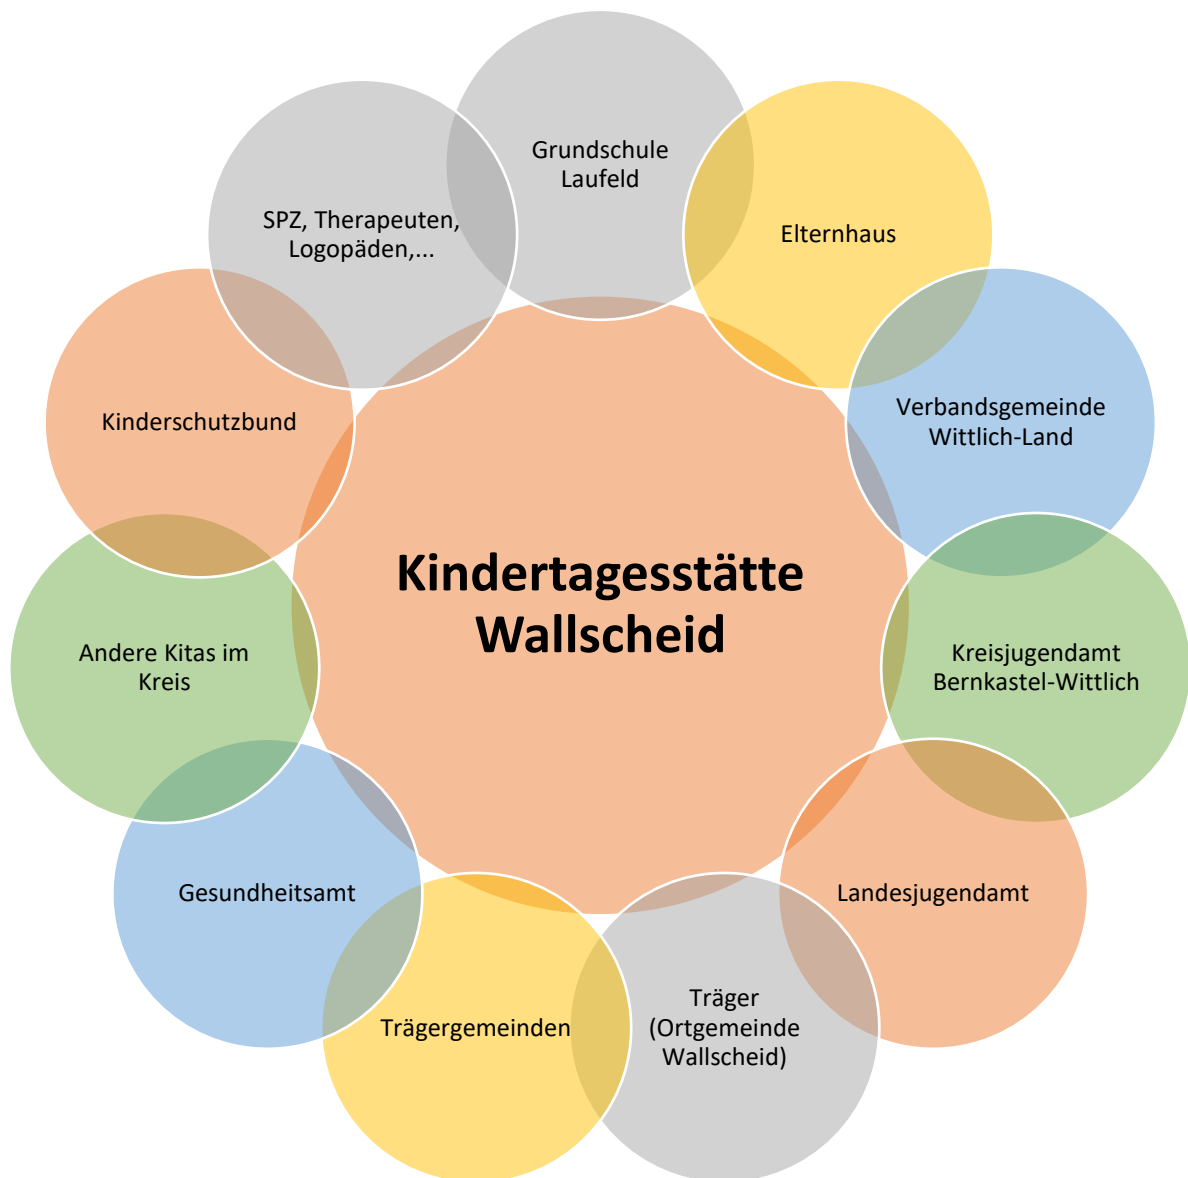 Grundschule
Laufeld
Elternhaus
Verbandsgemeinde
Wittlich-Land
Kreisjugendamt
Bernkastel-Wittlich
Landesjugendamt
Träger
(Ortgemeinde
Wallscheid)
Trägergemeinden
Gesundheitsamt
Andere Kitas im
Kreis
Kinderschutzbund
SPZ, Therapeuten,
Logopäden,...
Kindertagesstätte
Wallscheid